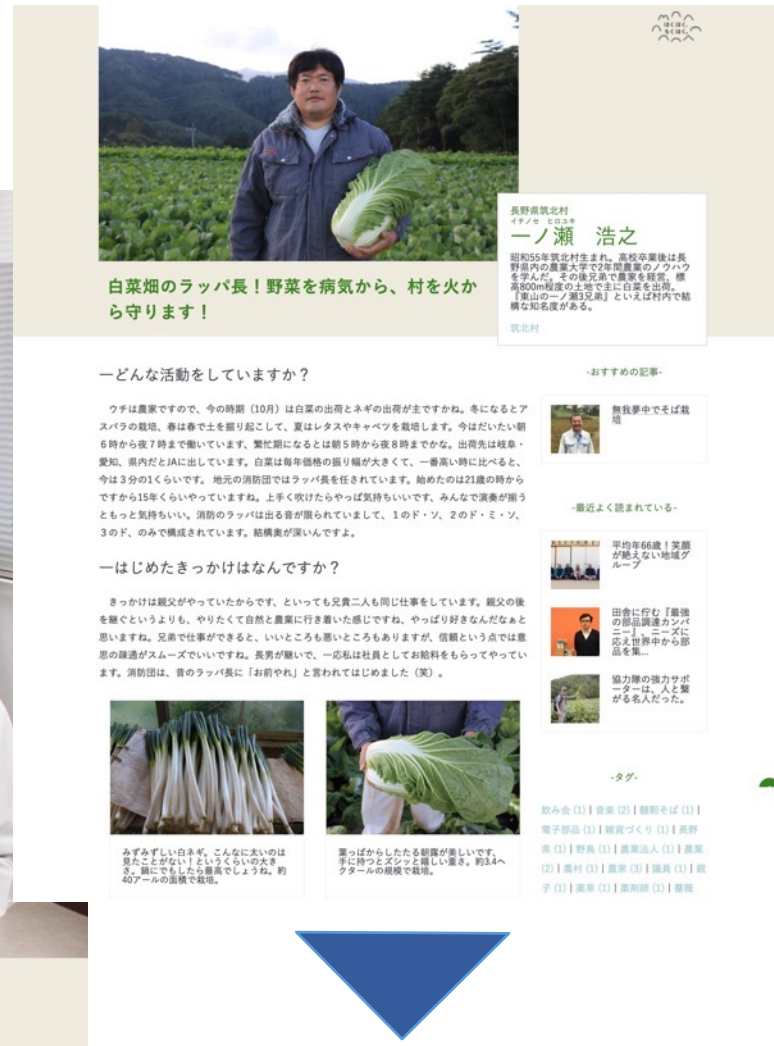 ほくほく、
ちくほく。
長野県筑北村
イチノセ ヒロユキ
一ノ瀬 浩之
昭和55年筑北村生まれ。高校卒業後は長
野県内の農業大学で2年間農業のノウハウ
を学んだ。その後兄弟で農家を経営、標
高800m程度の土地で主に白菜を出荷。
『東山の一ノ瀬3兄弟』といえば村内で結
構な知名度がある。
筑北村
白菜畑のラッパ長！野菜を病気から、村を火か
ら守ります！
―どんな活動をしていますか？
ウチは農家ですので、今の時期（10月）は白菜の出荷とネギの出荷が主ですかね。冬になるとア
スパラの栽培、春は春で土を掘り起こして、夏はレタスやキャベツを栽培します。今はだいたい朝
６時から夜７時まで働いています、繁忙期になるとは朝５時から夜８時までかな。出荷先は岐阜・
愛知、県内だとJAに出しています。白菜は毎年価格の振り幅が大きくて、一番高い時に比べると、
今は３分の1くらいです。 地元の消防団ではラッパ長を任されています。始めたのは21歳の時から
ですから15年くらいやっていますね。上手く吹けたらやっぱ気持ちいいです、みんなで演奏が揃う
ともっと気持ちいい。消防のラッパは出る音が限られていまして、１のド・ソ、２のド・ミ・ソ、
３のド、のみで構成されています。結構奥が深いんですよ。
―はじめたきっかけはなんですか？
きっかけは親父がやっていたからです、といっても兄貴二人も同じ仕事をしています。親父の後
を継ぐというよりも、やりたくて自然と農業に行き着いた感じですね、やっぱり好きなんだなぁと
思いますね。兄弟で仕事ができると、いいところも悪いところもありますが、信頼という点では意
思の疎通がスムーズでいいですね。長男が継いで、一応私は社員としてお給料をもらってやってい
ます。消防団は、昔のラッパ長に「お前やれ」と言われてはじめました（笑）。
みずみずしい白ネギ。こんなに太いのは
見たことがない！というくらいの大き
さ。鍋にでもしたら最高でしょうね。約
40アールの面積で栽培。
葉っぱからしたたる朝露が美しいです、
手に持つとズシッと嬉しい重さ。約3.4ヘ
クタールの規模で栽培。
-おすすめの記事-
無我夢中でそば栽
培
-最近よく読まれている-
平均年66歳！笑顔
が絶えない地域グ
ループ
田舎に佇む『最強
の部品調達カンパ
ニー』、ニーズに
応え世界中から部
品を集...
協力隊の強力サポ
ーターは、人と繋
がる名人だった。
-タグ-
飲み会 (1) | 音楽 (2) | 韃靼そば (1) |
電子部品 (1) | 雑貨づくり (1) | 長野
県 (1) | 野鳥 (1) | 農業法人 (1) | 農業
(2) | 農村 (1) | 農家 (3) | 議員 (1) | 親
子 (1) | 薬草 (1) | 薬剤師 (1) | 薔薇